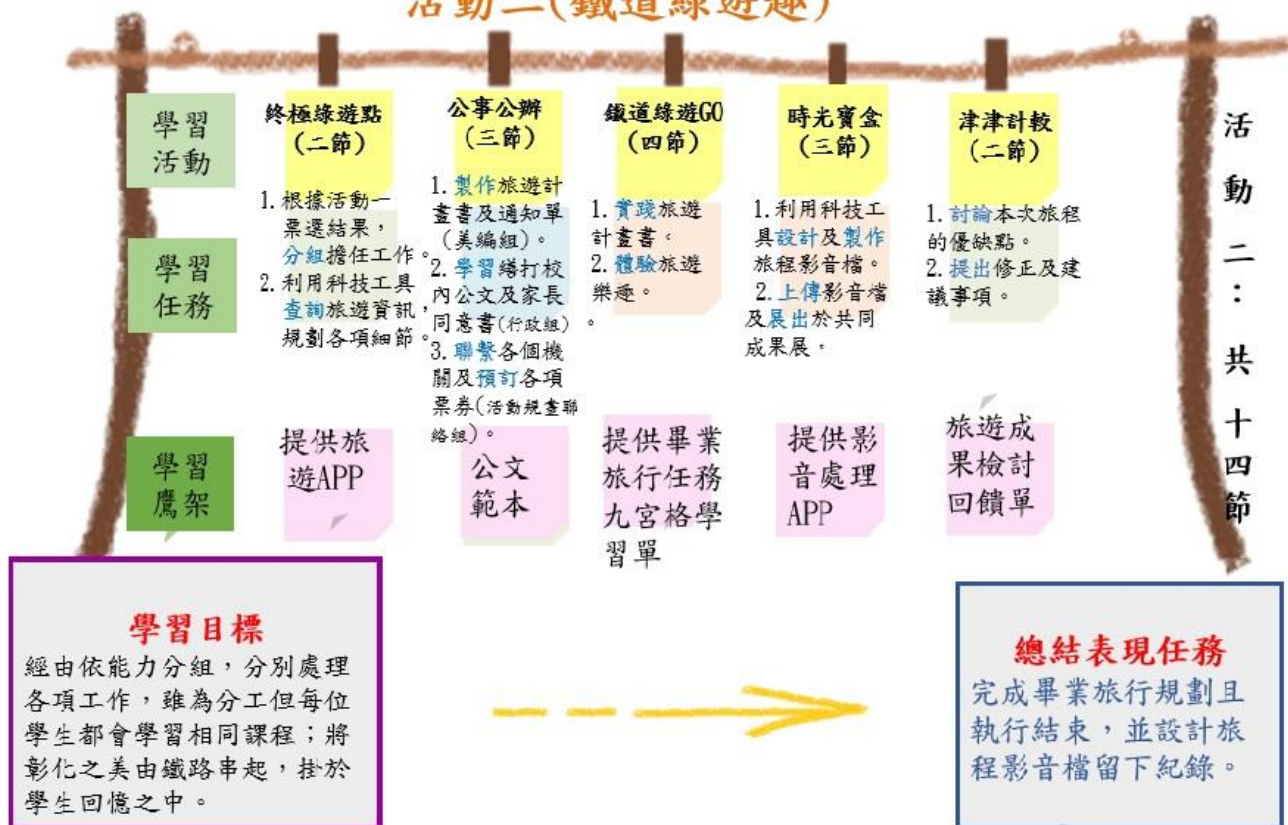 活動二(鐵道綠遊趣)
學習
活動
終極綠遊點
(二節)
公事公辦
(三節)
鐵道綠遊GO
(四節)
時光寶盒
(三節)
津津計較
(二節)
學習
任務
1. 根據活動一
票選結果，
分組擔任工作。
2. 利用科技工具
查詢旅遊資訊，
規劃各項細節。
1. 製作旅遊計
畫書及通知單
(美編組)。
2. 學習繕打校
內公文及家長
同意書(行政組)
3. 聯繫各個機
關及預訂各項
票券(活動規畫聯
絡組)。
1. 實踐旅遊
計畫書。
2. 體驗旅遊
樂趣。
1.利用科技工
具設計及製作
旅程影音檔。
2.上傳影音檔
及展出於共同
成果展。
1. 討論本次旅程
的優缺點。
2. 提出修正及建
議事項。
學習
鷹架
提供旅
遊APP
公文
範本
提供畢業
旅行任務
九宮格學
習單
提供影
音處理
APP
旅遊成
果檢討
回饋單
活動二：共十四節
學習目標
經由依能力分組，分別處理
各項工作，雖為分工但每位
學生都會學習相同課程；將
彰化之美由鐵路串起，掛於
學生回憶之中。
總結表現任務
完成畢業旅行規劃且
執行結束，並設計旅
程影音檔留下紀錄。